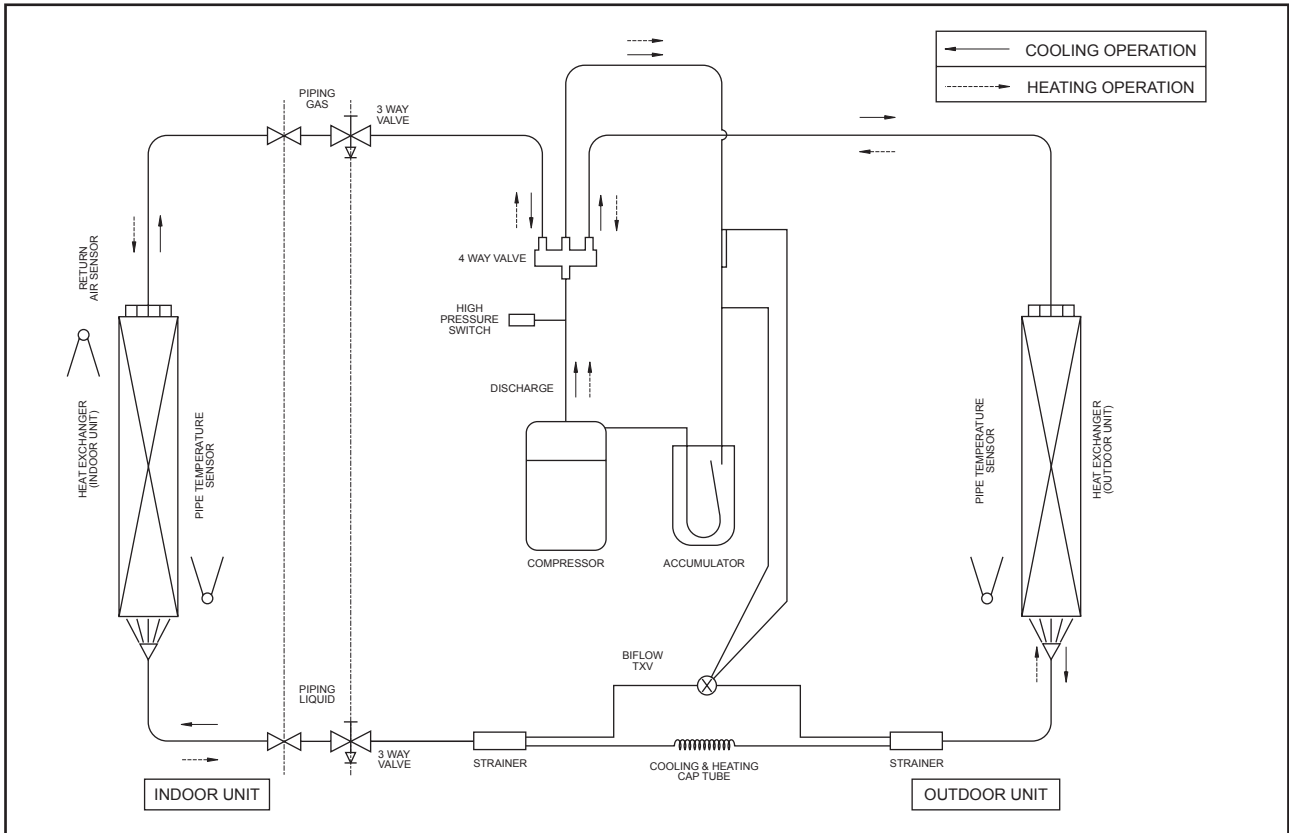 COOLING OPERATION
HEATING OPERATION
PIPING
GAS
3 WAY
VALVE
RETURN
AIR SENSOR
4 WAY VALVE
HIGH
PRESSURE
SWITCH
DISCHARGE
HEAT EXCHANGER
(INDOOR UNIT)
PIPE TEMPERATURE
SENSOR
COMPRESSOR
ACCUMULATOR
PIPE TEMPERATURE
SENSOR
HEAT EXCHANGER
(OUTDOOR UNIT)
BIFLOW
TXV
PIPING
LIQUID
3 WAY
VALVE
STRAINER
COOLING & HEATING
CAP TUBE
STRAINER
INDOOR UNIT
OUTDOOR UNIT